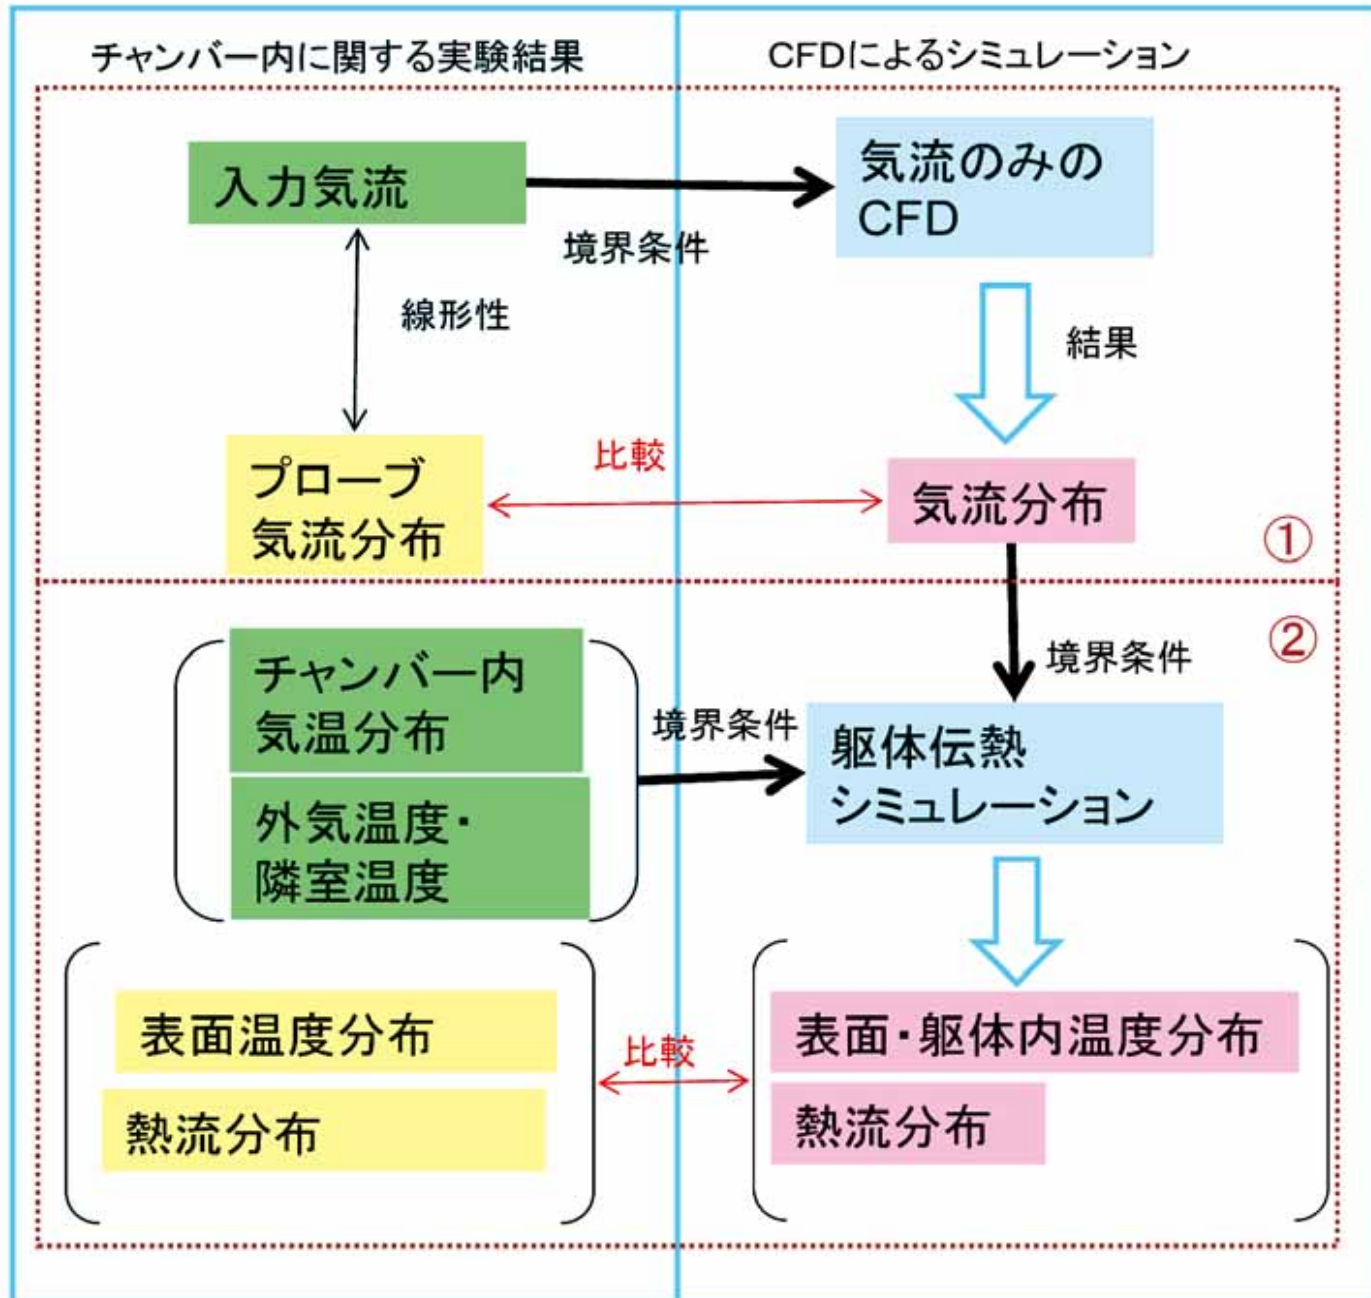 チャンバー内に関する実験結果
CFDによるシミュレーション
入力気流
境界条件
気流のみの
CFD
線形性
結果
プローブ
気流分布
比較
気流分布
①
②
チャンバー内
気温分布
外気温度・
隣室温度
境界条件
境界条件
躯体伝熱
シミュレーション
表面温度分布
熱流分布
比較
表面・躯体内温度分布
熱流分布